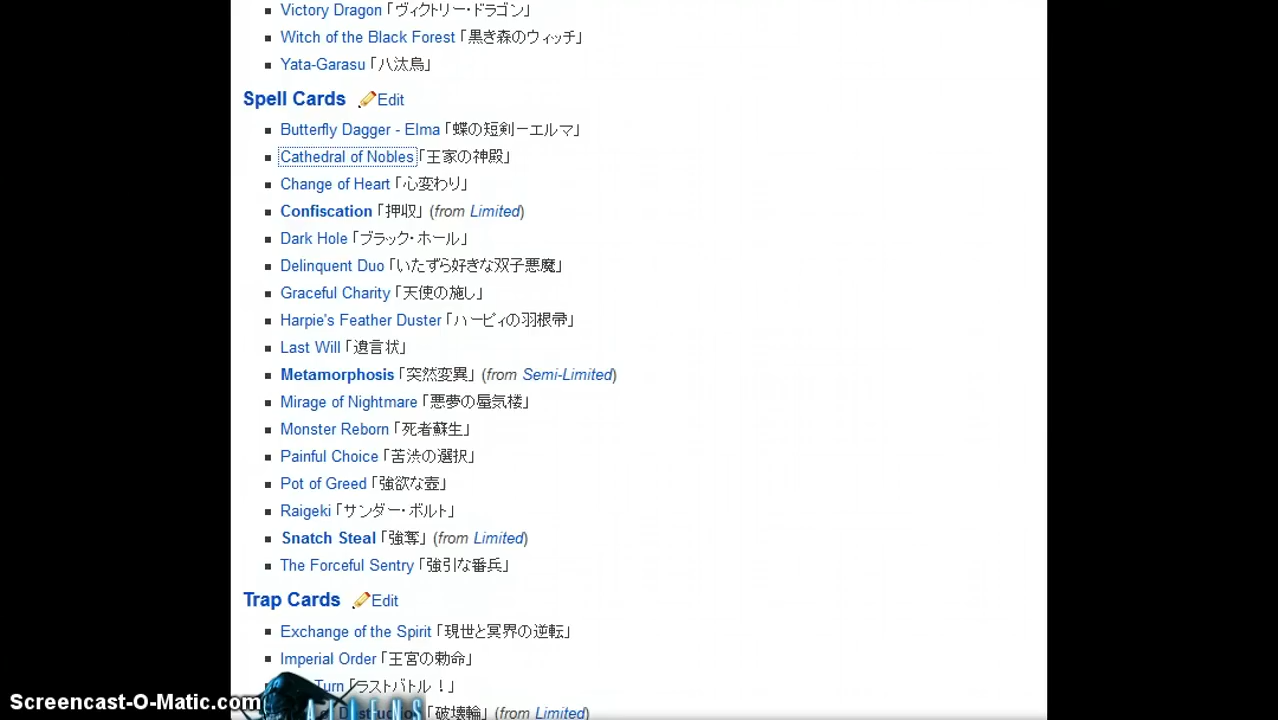 Victory Dragon「ヴィクトリー・ドラゴン」
Witch of the Black Forest「黒き森のウィッチ」
Yata-Garasu「八汰烏」
Spell Cards Edit
Butterfly Dagger - Elma「蝶の短剣－エルマ」
Cathedral of Nobles「王家の神殿」
Change of Heart「心変わり」
Confiscation「押収」 (from Limited)
Dark Hole「ブラック・ホール」
Delinquent Duo「いたずら好きな双子悪魔」
Graceful Charity「天使の施し」
Harpie's Feather Duster「ハーピィの羽根帚」
Last Will「遺言状」
Metamorphosis「突然変異」 (from Semi-Limited)
Mirage of Nightmare「悪夢の蜃気楼」
Monster Reborn「死者蘇生」
Painful Choice「苦渋の選択」
Pot of Greed「強欲な壺」
Raigeki「サンダー・ボルト」
Snatch Steal「強奪」 (from Limited)
The Forceful Sentry「強引な番兵」
Trap Cards Edit
Exchange of the Spirit「現世と冥界の逆転」
Imperial Order「王宮の勅命」
Turn「ラストバトル！」
「破壊輪」 (from Limited)
Screencast-O-Matic.com
ALIENS